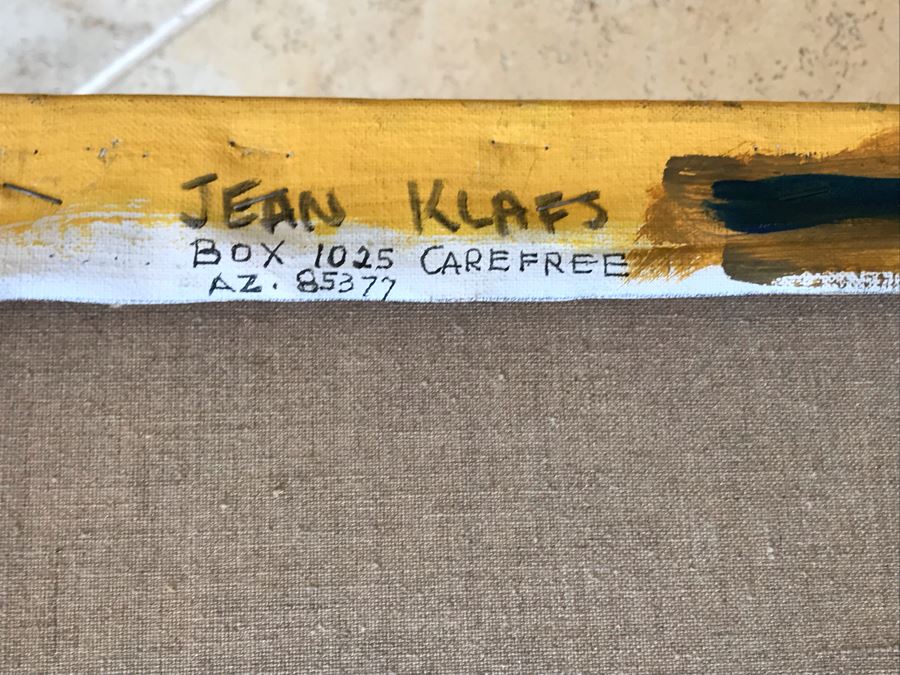 JEAN KLAFS
BOX 1025 CAREFREE
AZ. 85377